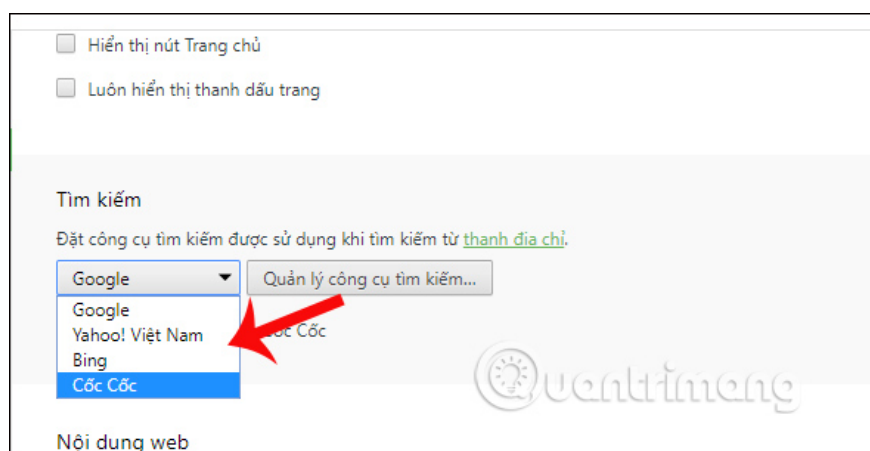 Hiển thị nút Trang chủ
Luôn hiển thị thanh dấu trang
Tìm kiếm
Đặt công cụ tìm kiếm được sử dụng khi tìm kiếm từ thanh địa chỉ.
Google Quản lý công cụ tìm kiếm...
Google
Yahoo! Việt Nam
Cốc Cốc
Bing
Cốc Cốc
Quantrimang
Nội dung web